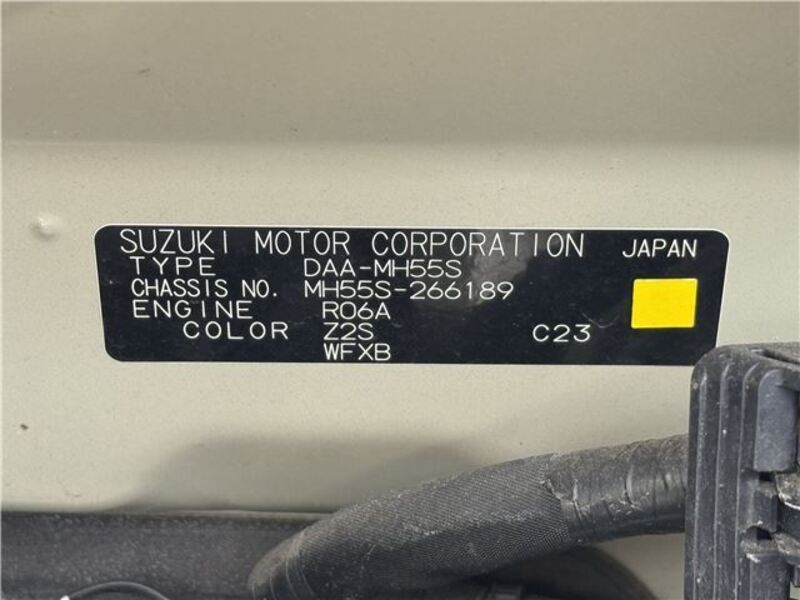 SUZUKI MOTOR CORPORATION JAPAN
TYPE DAA-MH55S
CHASSIS NO. MH55S-266189
ENGINE R06A
COLOR Z2S C23
WFXB